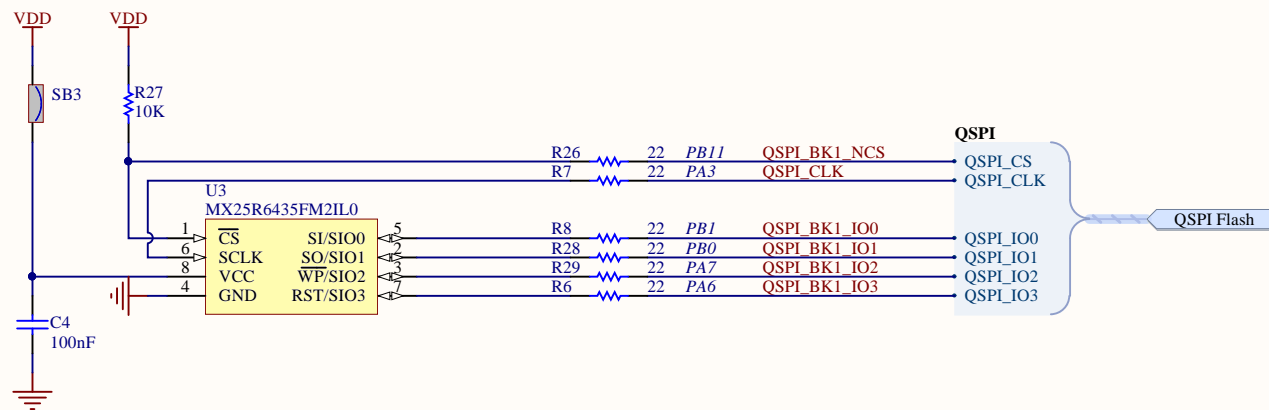 VDD
VDD
SB3
R27
10K
QSPI
R26 22 PB11 QSPI_BK1_NCS QSPI_CS
R7 22 PA3 QSPI_CLK QSPI_CLK
U3
MX25R6435FM2IL0
QSPI Flash
1 CS SI/SIO0 5 R8 22 PB1 QSPI_BK1_IO0 QSPI_IO0
6 SCLK SO/SIO1 2 R28 22 PB0 QSPI_BK1_IO1 QSPI_IO1
8 VCC WP/SIO2 3 R29 22 PA7 QSPI_BK1_IO2 QSPI_IO2
4 GND RST/SIO3 7 R6 22 PA6 QSPI_BK1_IO3 QSPI_IO3
C4
100nF